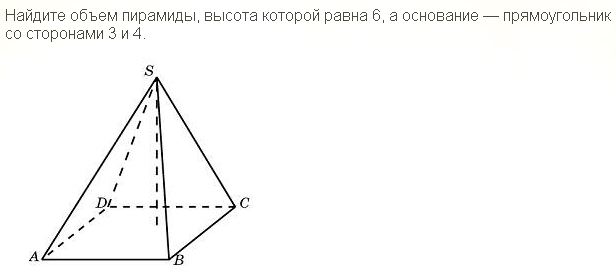 Найдите объем пирамиды, высота которой равна 6, а основание — прямоугольник
со сторонами 3 и 4.
S
D C
A B